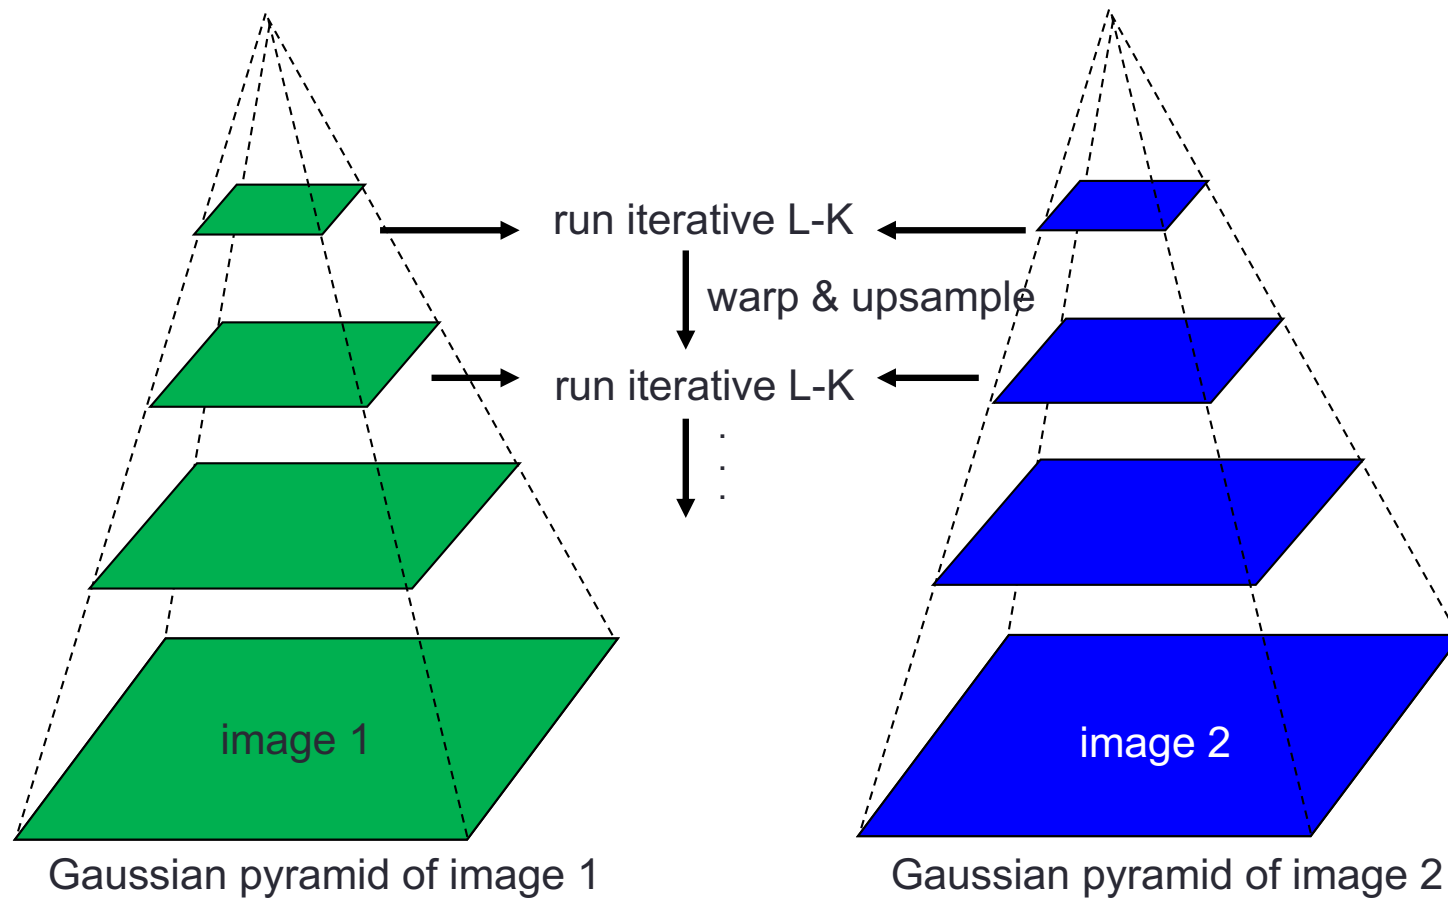 run iterative L-K
warp & upsample
run iterative L-K
.
.
.
image 1
image 2
Gaussian pyramid of image 1
Gaussian pyramid of image 2